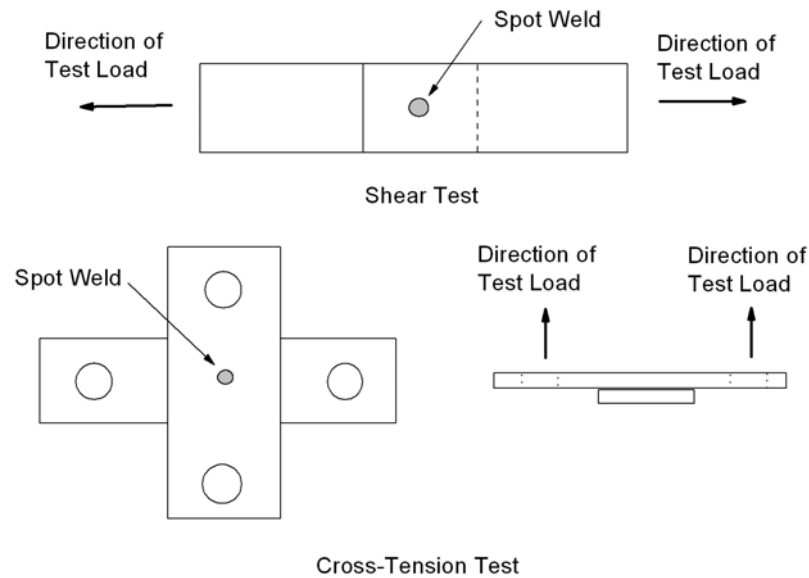 Spot Weld
Direction of
Test Load
Direction of
Test Load
Shear Test
Spot Weld
Direction of
Test Load
Direction of
Test Load
Cross-Tension Test